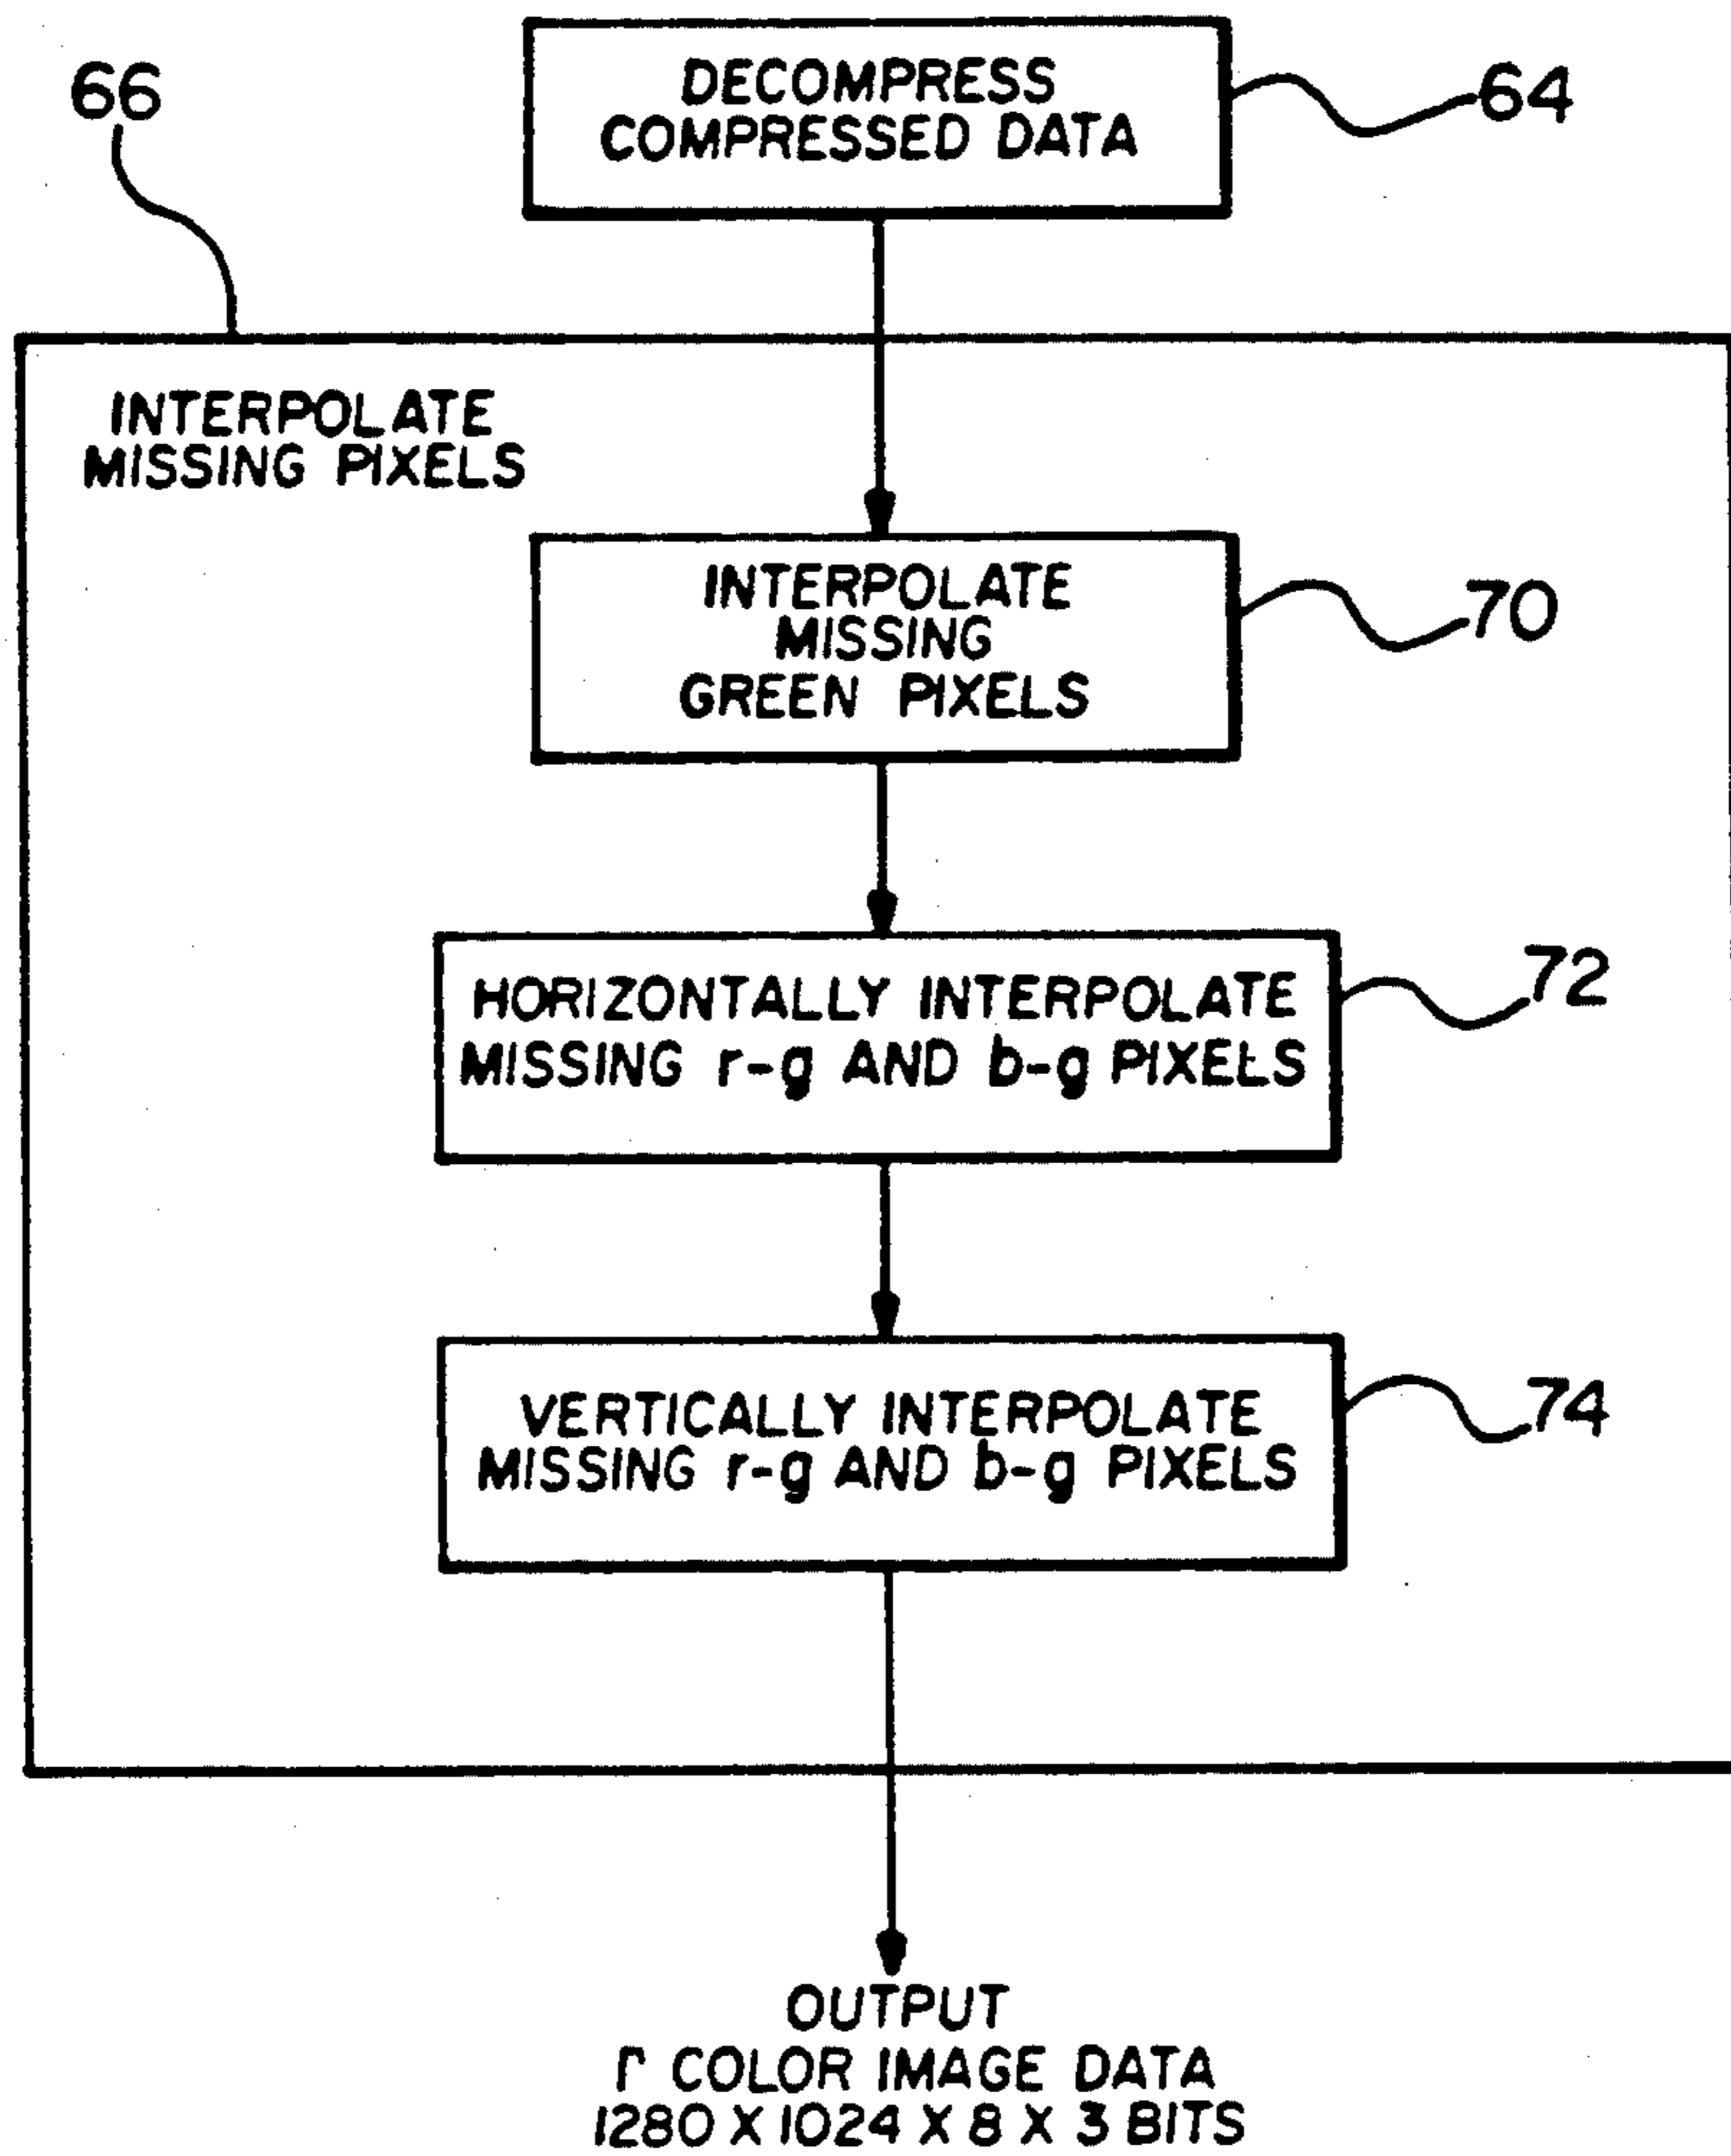 DECOMPRESS
COMPRESSED DATA
64
66
INTERPOLATE
MISSING PIXELS
INTERPOLATE
MISSING
GREEN PIXELS
70
HORIZONTALLY INTERPOLATE
MISSING r-g AND b-g PIXELS
72
VERTICALLY INTERPOLATE
MISSING r-g AND b-g PIXELS
74
OUTPUT
r COLOR IMAGE DATA
1280 X 1024 X 8 X 3 BITS